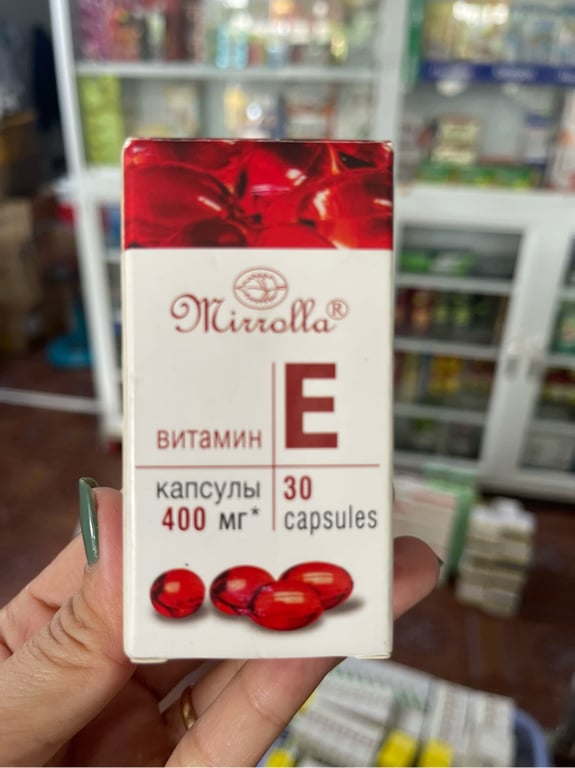 Mirrolla®
витамин E
капсулы
400 мг*
30
capsules